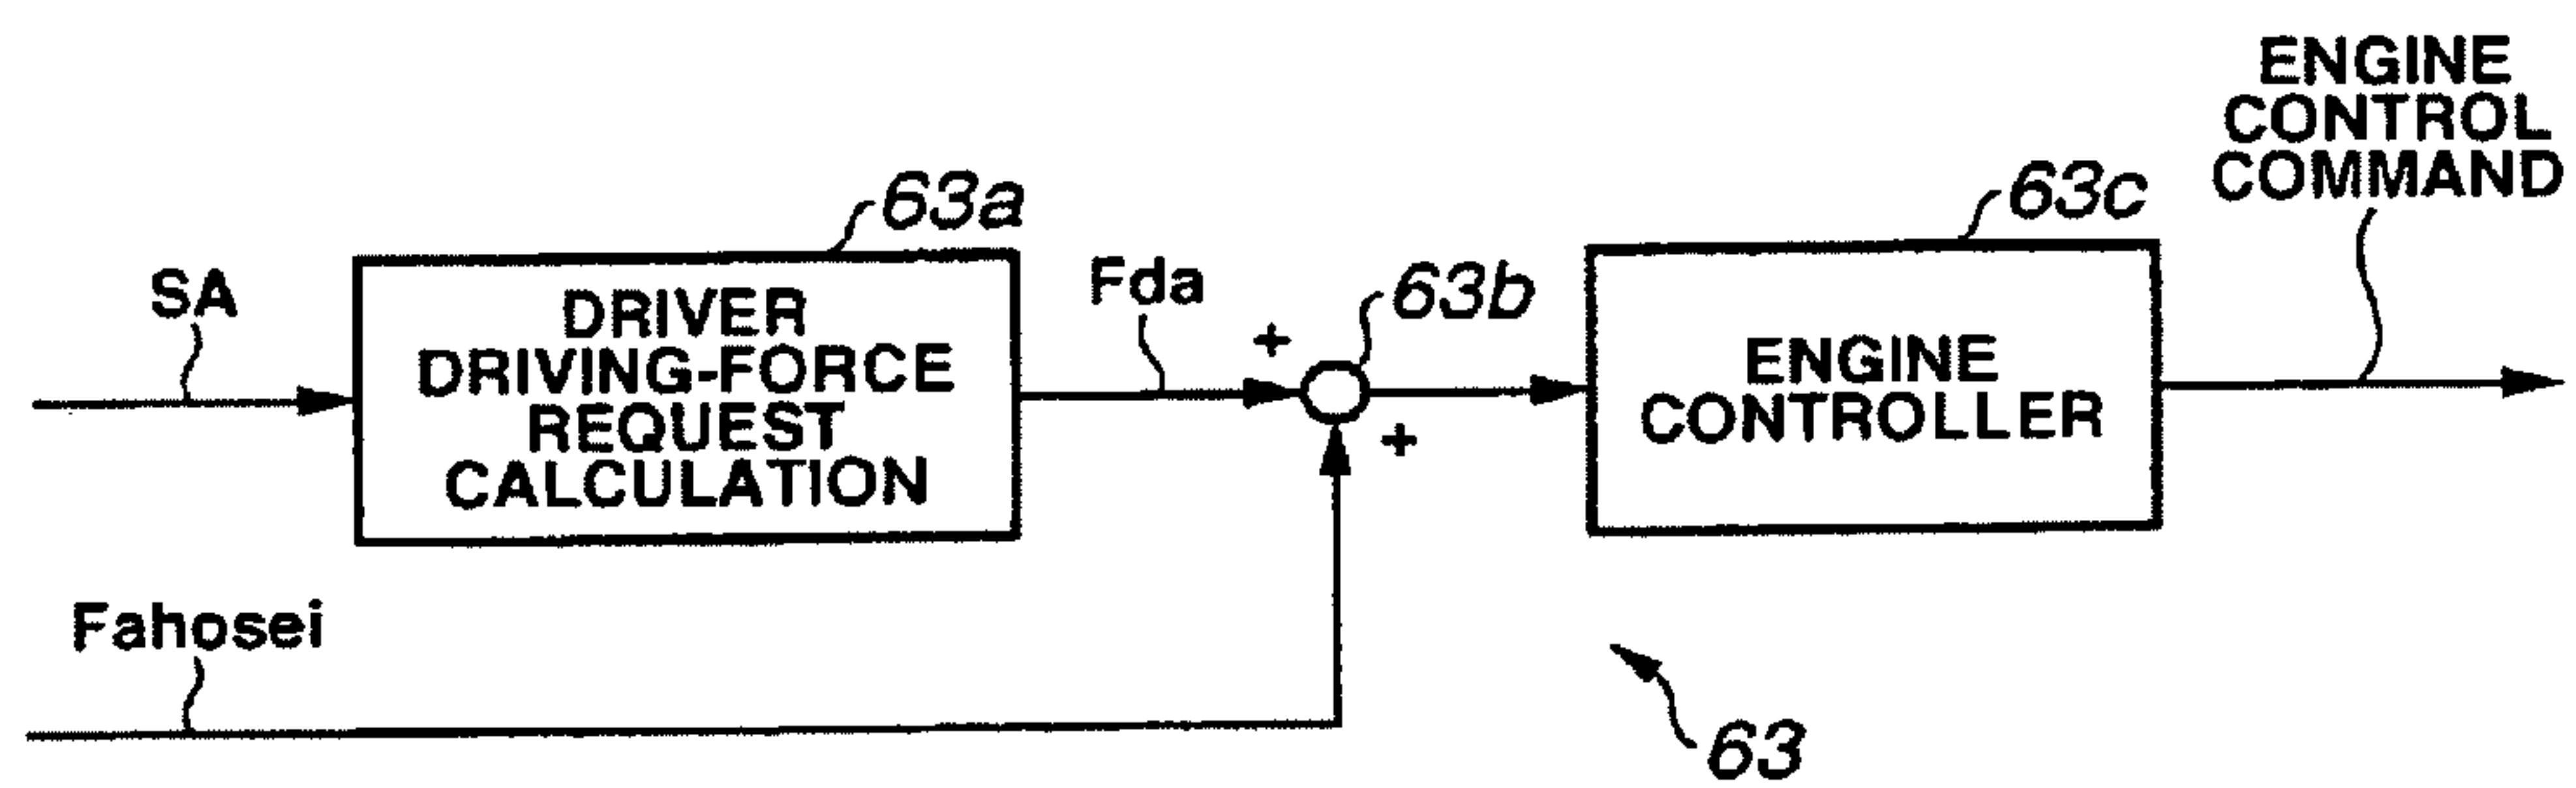 ENGINE
CONTROL
COMMAND
63a
63c
SA
DRIVER
DRIVING-FORCE
REQUEST
CALCULATION
Fda
+
63b
+
ENGINE
CONTROLLER
Fahosei
63